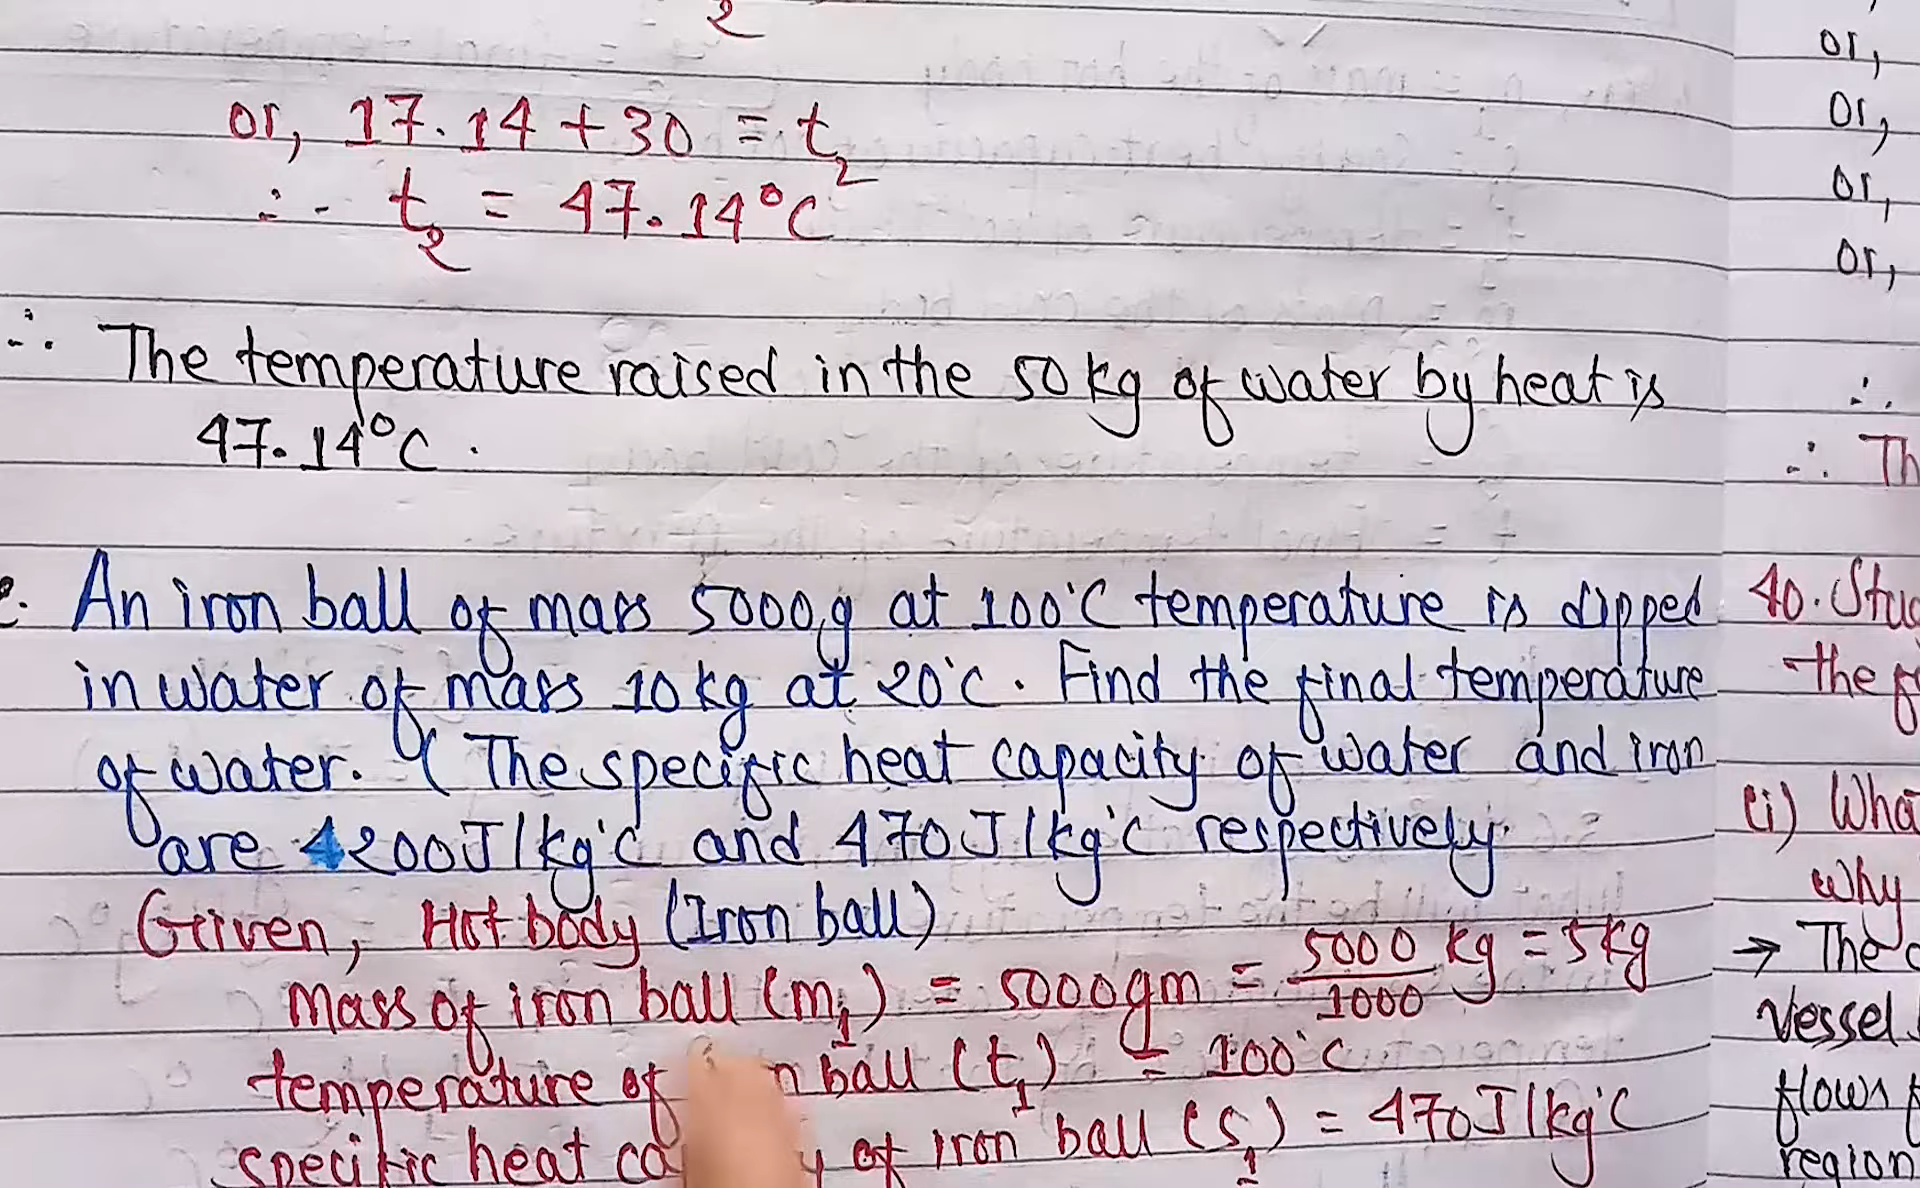 2
or, 17.14 + 30 = t₂
∴ t₂ = 47.14°C
∴ The temperature raised in the 50 kg of water by heat is
47.14°C.
e. An iron ball of mass 5000g at 100°C temperature is dipped
in water of mass 10 kg at 20°C. Find the final temperature
of water. ( The specific heat capacity of water and iron
are 4200J/kg°C and 470J/kg°C respectively.
Given, Hot body (Iron ball)
Mass of iron ball (m₁) = 5000gm = 5000/1000 kg = 5kg
temperature of ball (t₁) = 100°C
specific heat of iron ball (s₁) = 470J/kg°C
or,
or,
or,
or,
∴
∴ Th
40. Stu
the f
(i) Wha
why
→ The c
vessel
flows f
region